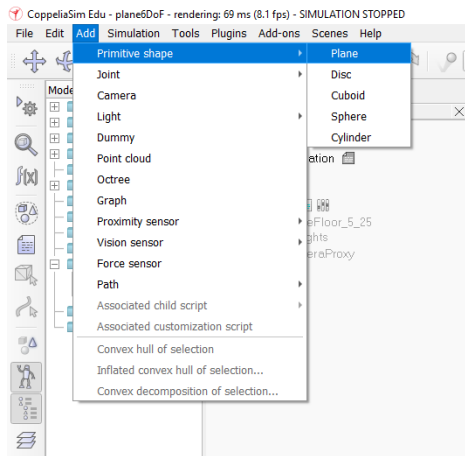 CoppeliaSim Edu - plane6DoF - rendering: 69 ms (8.1 fps) - SIMULATION STOPPED
File Edit Add Simulation Tools Plugins Add-ons Scenes Help
Primitive shape
Plane
Mode
Joint
Disc
Camera
Cuboid
Light
Sphere
Dummy
Cylinder
Point cloud
ation
f(x)
Octree
Graph
Proximity sensor
eFloor_5_25
Vision sensor
ghts
Force sensor
eraProxy
Path
Associated child script
Associated customization script
Convex hull of selection
Inflated convex hull of selection...
Convex decomposition of selection...